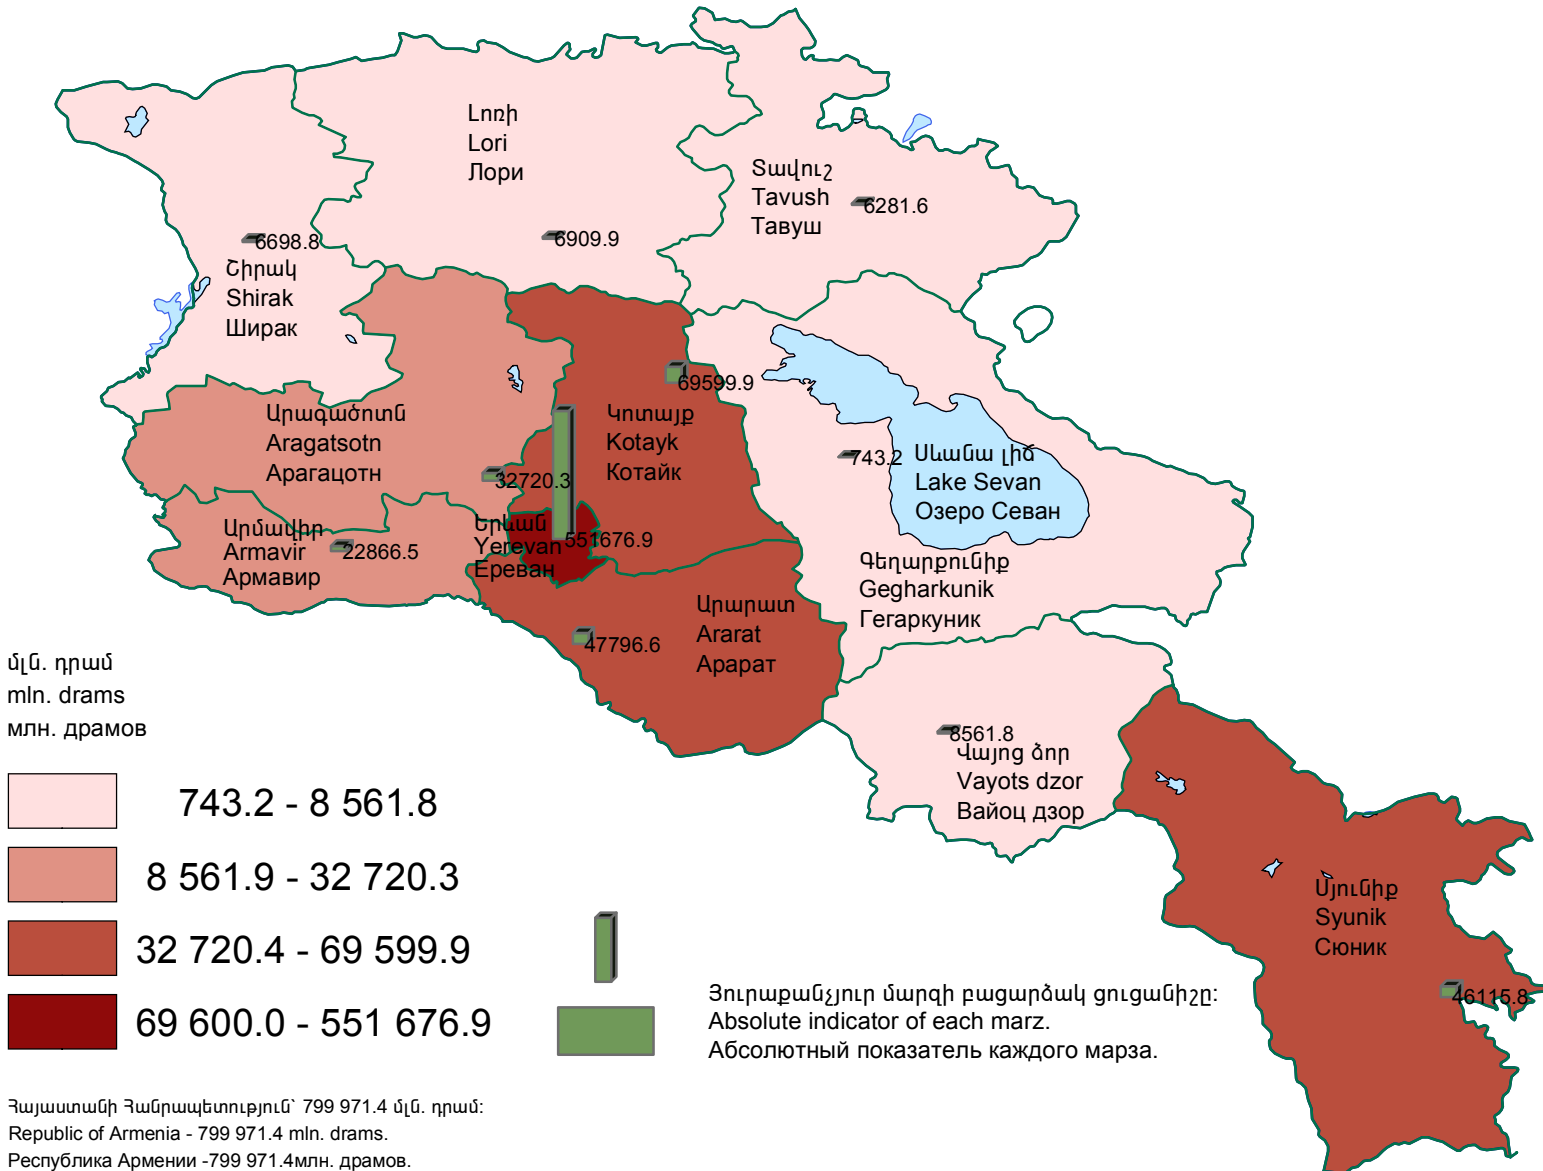 Լոռի
Lori
Лори
6909.9
Տավուշ
Tavush
Тавуш
6281.6
6698.8
Շիրակ
Shirak
Ширак
69599.9
Կոտայք
Kotayk
Котайк
Արագածոտն
Aragatsotn
Арагацотн
32720.3
743.2
Սևանա լիճ
Lake Sevan
Озеро Севан
Արմավիր
Armavir
Армавир
22866.5
Երևան
Yerevan
Ереван
551676.9
Գեղարքունիք
Gegharkunik
Гегаркуник
Արարատ
Ararat
Арарат
47796.6
8561.8
Վայոց ձոր
Vayots dzor
Вайоц дзор
Սյունիք
Syunik
Сюник
46115.8
մլն. դրամ
mln. drams
млн. драмов
743.2 - 8 561.8
8 561.9 - 32 720.3
32 720.4 - 69 599.9
69 600.0 - 551 676.9
Յուրաքանչյուր մարզի բացարձակ ցուցանիշը:
Absolute indicator of each marz.
Абсолютный показатель каждого марза.
Հայաստանի Հանրապետություն՝ 799 971.4 մլն. դրամ:
Republic of Armenia - 799 971.4 mln. drams.
Республика Армении -799 971.4млн. драмов.